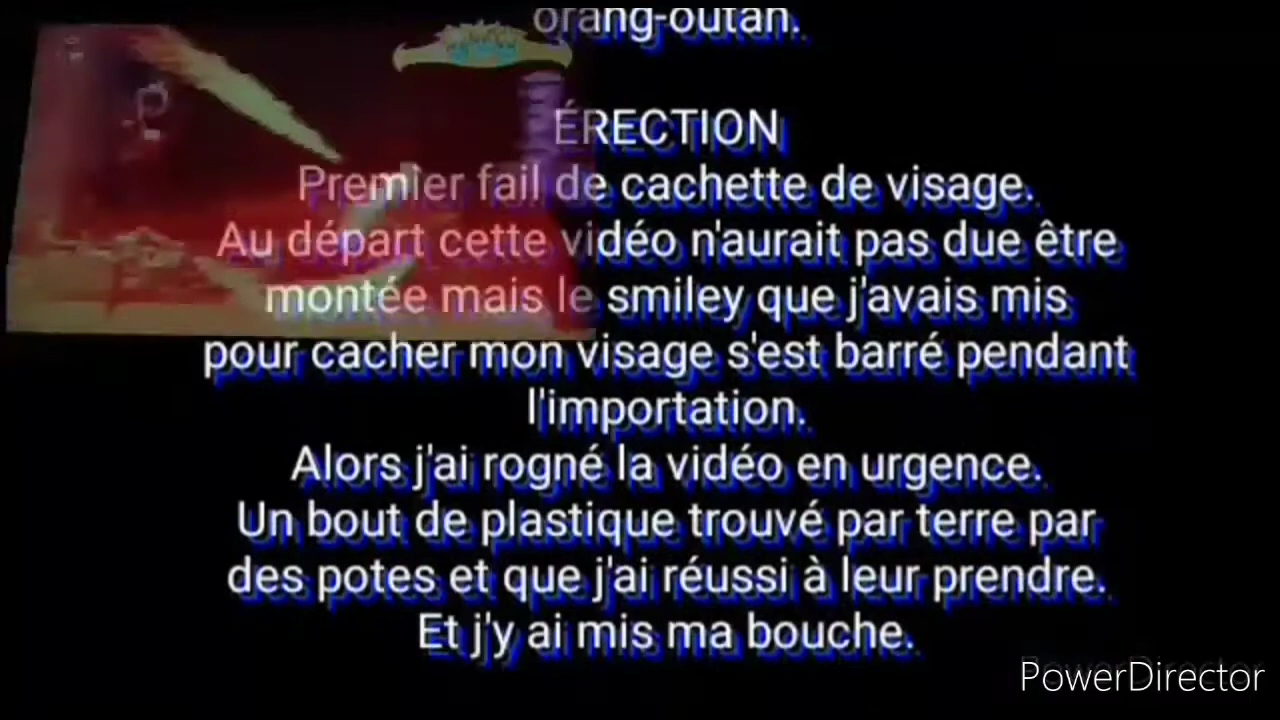 orang-outan.
ÉRECTION
Premier fail de cachette de visage.
Au départ cette vidéo n'aurait pas due être
montée mais le smiley que j'avais mis
pour cacher mon visage s'est barré pendant
l'importation.
Alors j'ai rogné la vidéo en urgence.
Un bout de plastique trouvé par terre par
des potes et que j'ai réussi à leur prendre.
Et j'y ai mis ma bouche.
PowerDirector